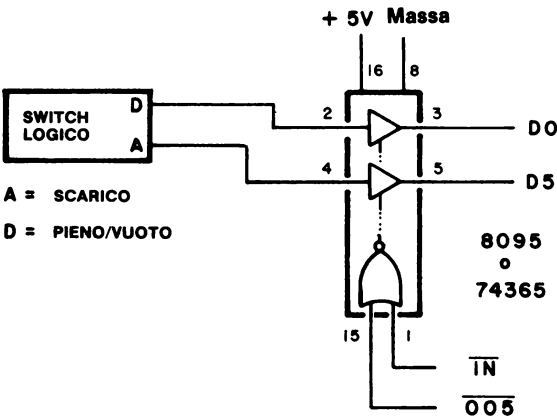 + 5V Massa
16 8
SWITCH
LOGICO
D
A
2 3 D0
4 5 D5
A = SCARICO
D = PIENO/VUOTO
8095
o
74365
15 1
IN
005